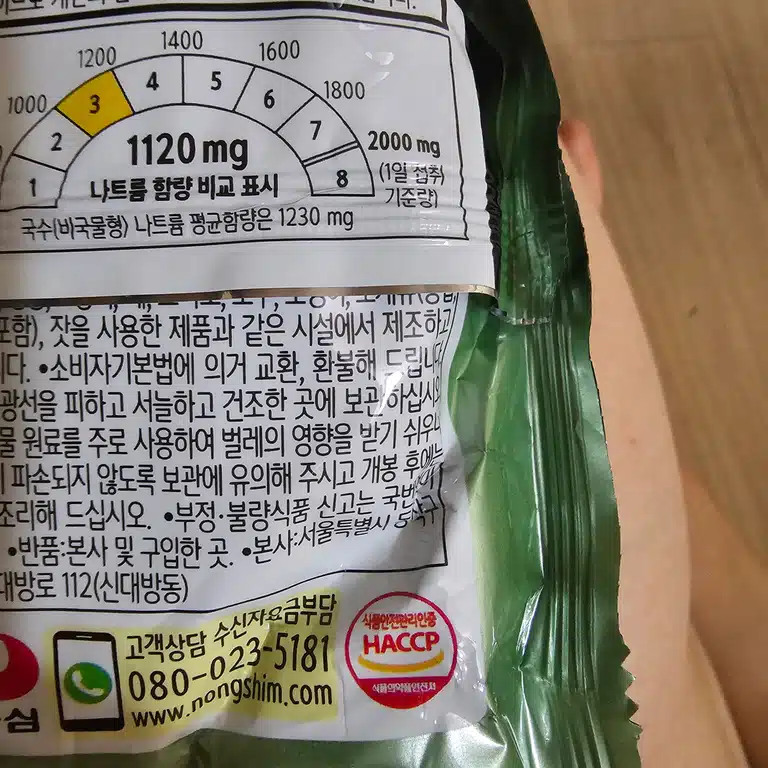 1000
1200
1400
1600
1800
2000 mg
(1일 섭취
기준량)
1
2
3
4
5
6
7
8
1120 mg
나트륨 함량 비교 표시
국수(비국물형) 나트륨 평균함량은 1230 mg
포함), 잣을 사용한 제품과 같은 시설에서 제조하고
니다. •소비자기본법에 의거 교환, 환불해 드립니다
광선을 피하고 서늘하고 건조한 곳에 보관하십시오
물 원료를 주로 사용하여 벌레의 영향을 받기 쉬우니
파손되지 않도록 보관에 유의해 주시고 개봉 후에는
조리해 드십시오. •부정·불량식품 신고는 국번없이
•반품:본사 및 구입한 곳. •본사:서울특별시 동작구
대방로 112(신대방동)
고객상담 수신자요금부담
080-023-5181
www.nongshim.com
심
식품안전관리인증
HACCP
식품의약품안전처